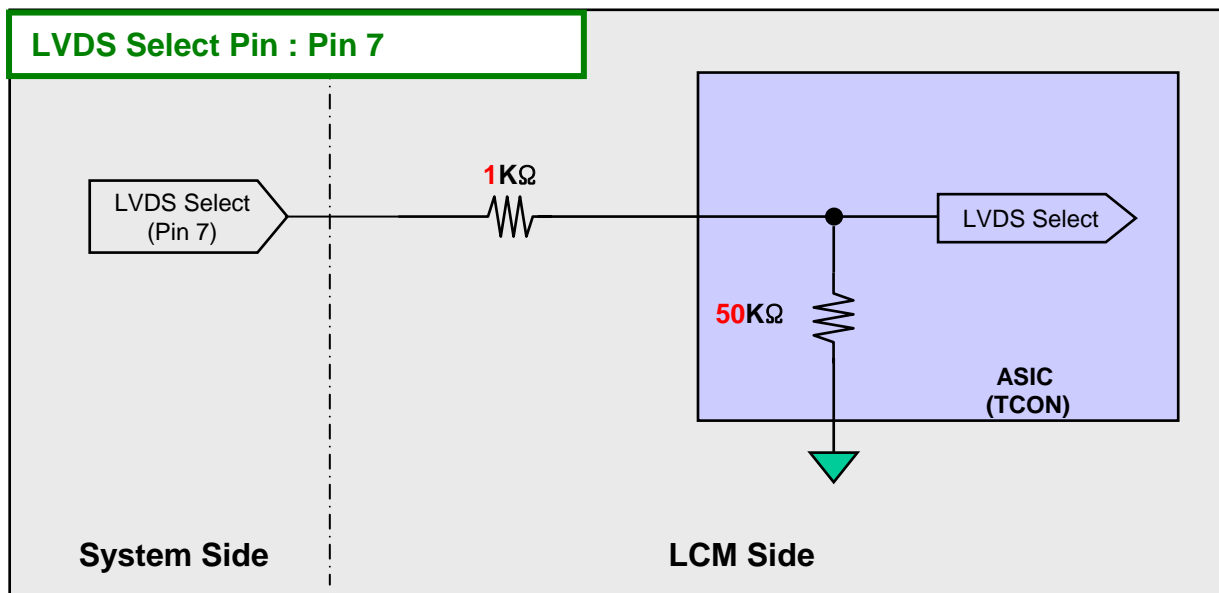 LVDS Select Pin : Pin 7
1KΩ
LVDS Select
(Pin 7)
LVDS Select
50KΩ
ASIC
(TCON)
System Side
LCM Side